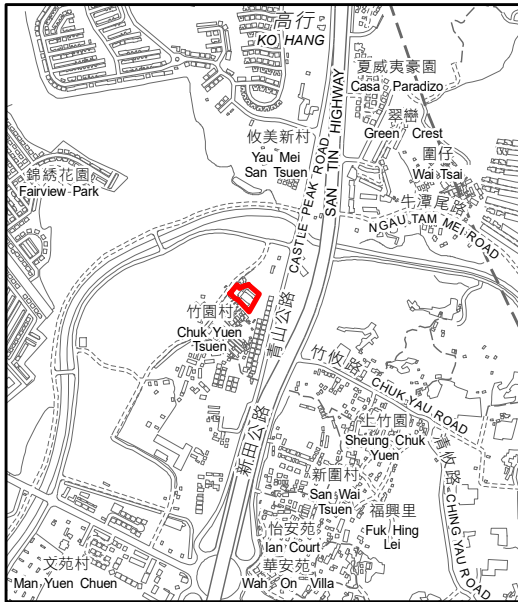 高行
KO HANG
夏威夷豪園
Casa Paradizo
翠巒
Green Crest
攸美新村
Yau Mei
San Tsuen
圍仔
Wai Tsai
牛潭尾路
NGAU TAM MEI ROAD
錦綉花園
Fairview Park
CASTLE PEAK ROAD
SAN TIN HIGHWAY
竹園村
Chuk Yuen
Tsuen
青山公路
新田公路
竹攸路
CHUK YAU ROAD
上竹園
Sheung Chuk
Yuen
清攸路
CHING YAU ROAD
新圍村
San Wai
Tsuen
福興里
Fuk Hing
Lei
怡安苑
Ian Court
華安苑
Wah On Villa
文苑村
Man Yuen Chuen